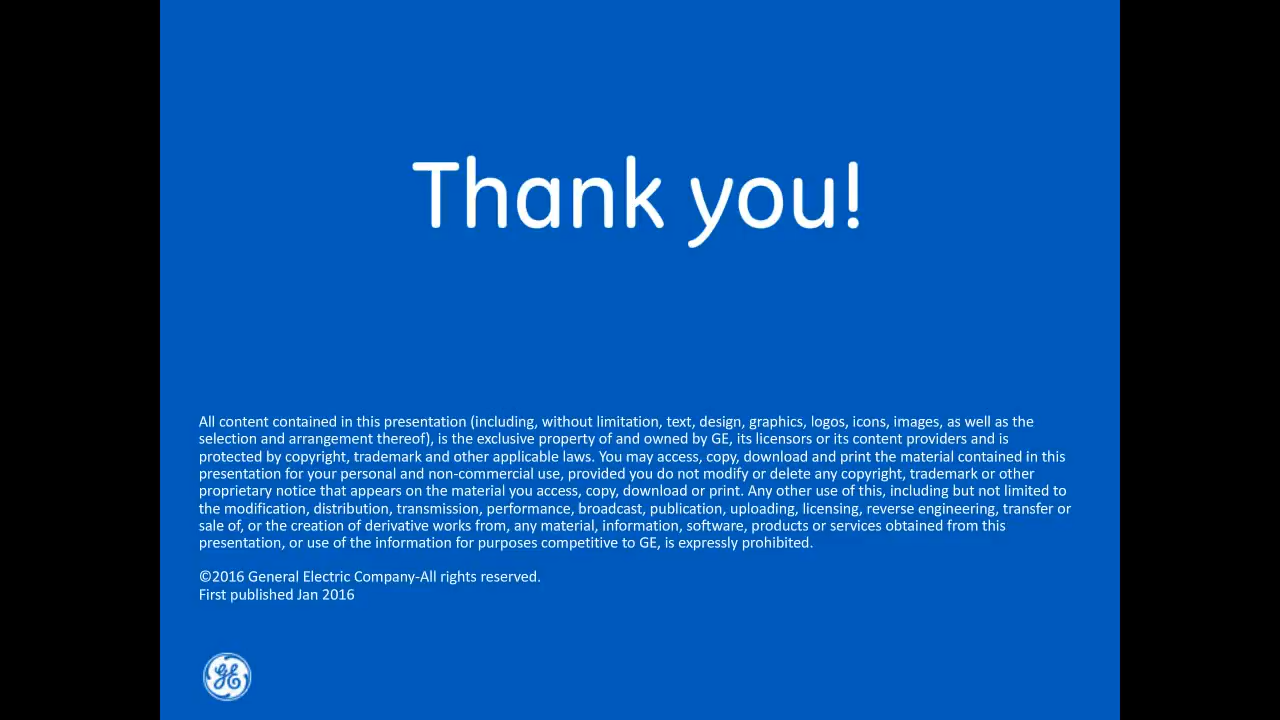 Thank you!
All content contained in this presentation (including, without limitation, text, design, graphics, logos, icons, images, as well as the
selection and arrangement thereof), is the exclusive property of and owned by GE, its licensors or its content providers and is
protected by copyright, trademark and other applicable laws. You may access, copy, download and print the material contained in this
presentation for your personal and non-commercial use, provided you do not modify or delete any copyright, trademark or other
proprietary notice that appears on the material you access, copy, download or print. Any other use of this, including but not limited to
the modification, distribution, transmission, performance, broadcast, publication, uploading, licensing, reverse engineering, transfer or
sale of, or the creation of derivative works from, any material, information, software, products or services obtained from this
presentation, or use of the information for purposes competitive to GE, is expressly prohibited.
©2016 General Electric Company-All rights reserved.
First published Jan 2016
GE